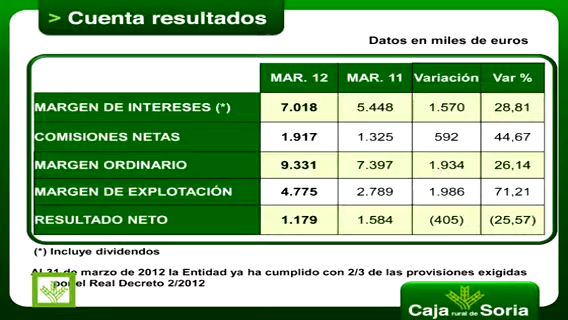 > Cuenta resultados
Datos en miles de euros
MAR. 12 MAR. 11 Variación Var %
MARGEN DE INTERESES (*) 7.018 5.448 1.570 28,81
COMISIONES NETAS 1.917 1.325 592 44,67
MARGEN ORDINARIO 9.331 7.397 1.934 26,14
MARGEN DE EXPLOTACIÓN 4.775 2.789 1.986 71,21
RESULTADO NETO 1.179 1.584 (405) (25,57)
(*) Incluye dividendos
Al 31 de marzo de 2012 la Entidad ya ha cumplido con 2/3 de las provisiones exigidas
por el Real Decreto 2/2012
Caja rural de Soria